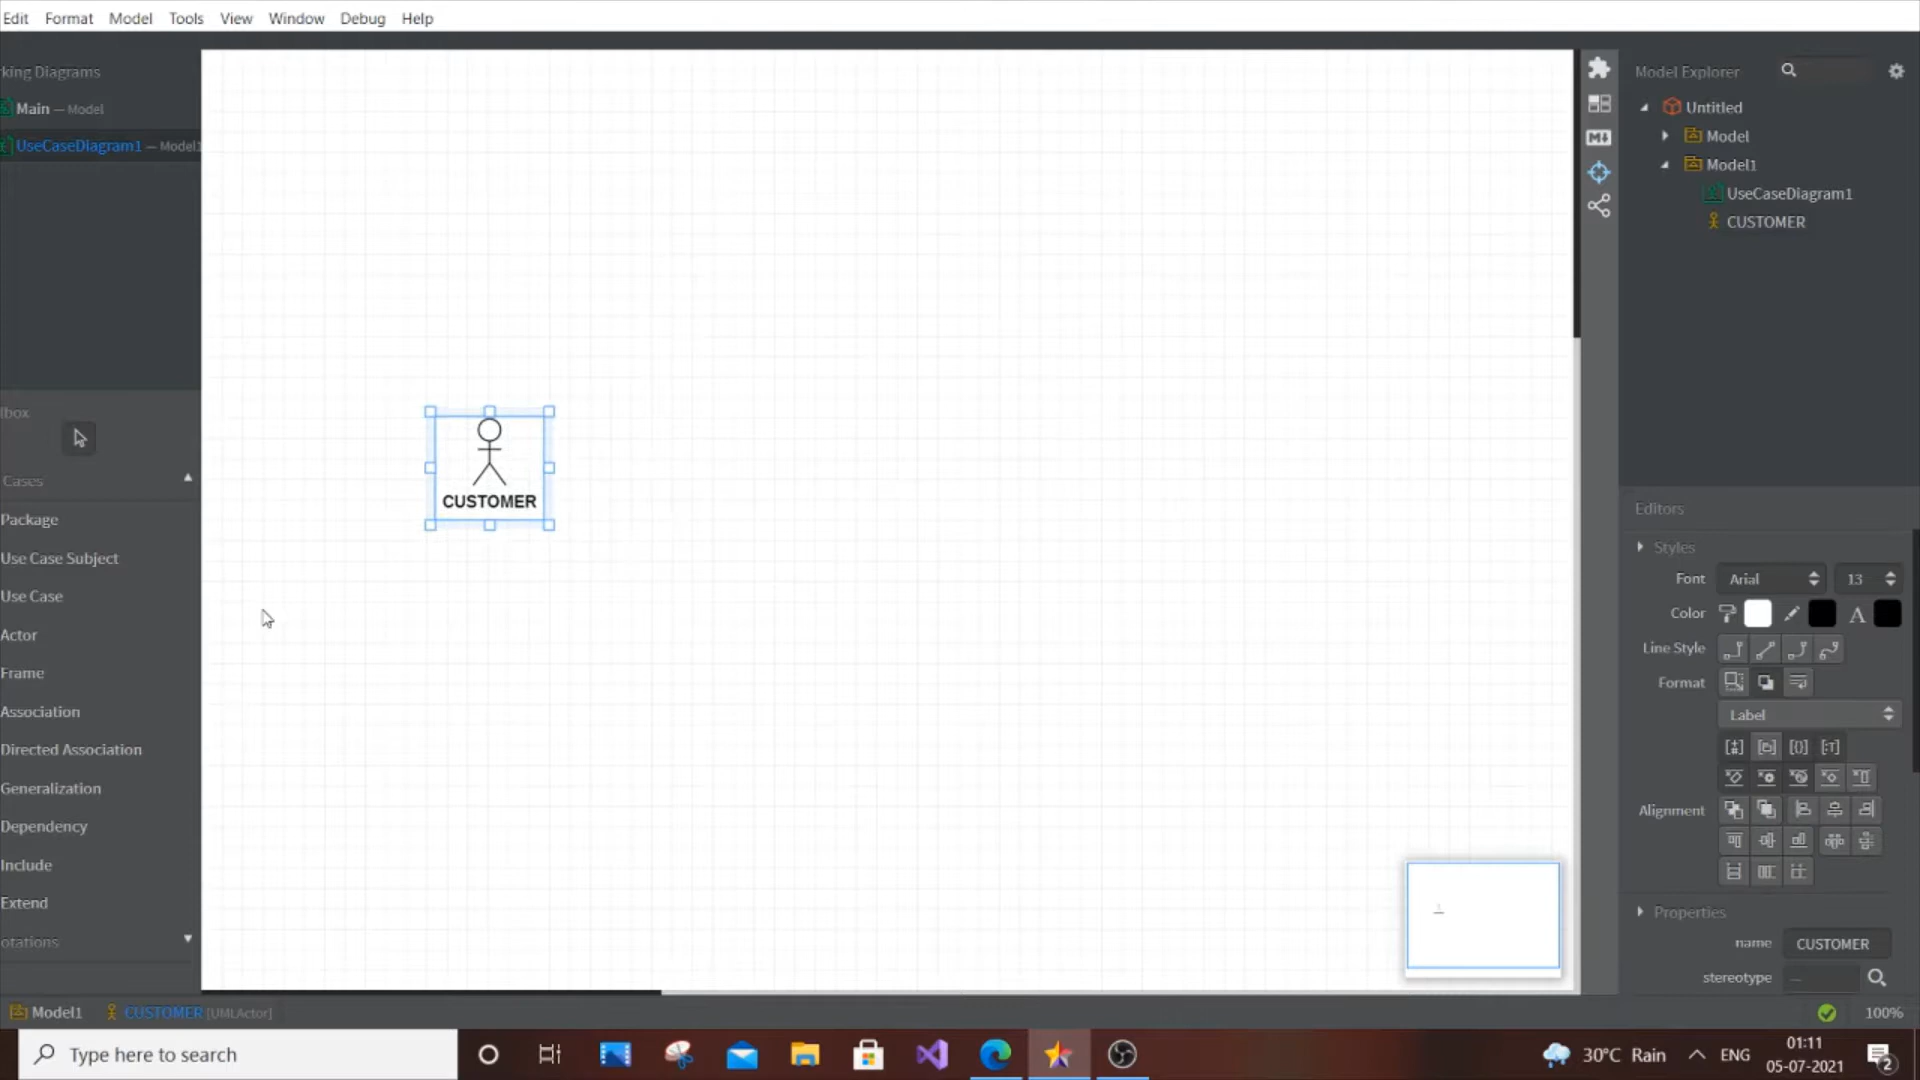 Edit Format Model Tools View Window Debug Help
king Diagrams
Main — Model
UseCaseDiagram1 — Model1
lbox
Cases
Package
Use Case Subject
Use Case
Actor
Frame
Association
Directed Association
Generalization
Dependency
Include
Extend
otations
CUSTOMER
Model Explorer
Untitled
Model
Model1
UseCaseDiagram1
CUSTOMER
Editors
Styles
Font Arial 13
Color A
Line Style
Format
Label
Alignment
Properties
name CUSTOMER
stereotype —
Model1 CUSTOMER [UMLActor] 100%
Type here to search
30°C Rain ENG
01:11
05-07-2021
2